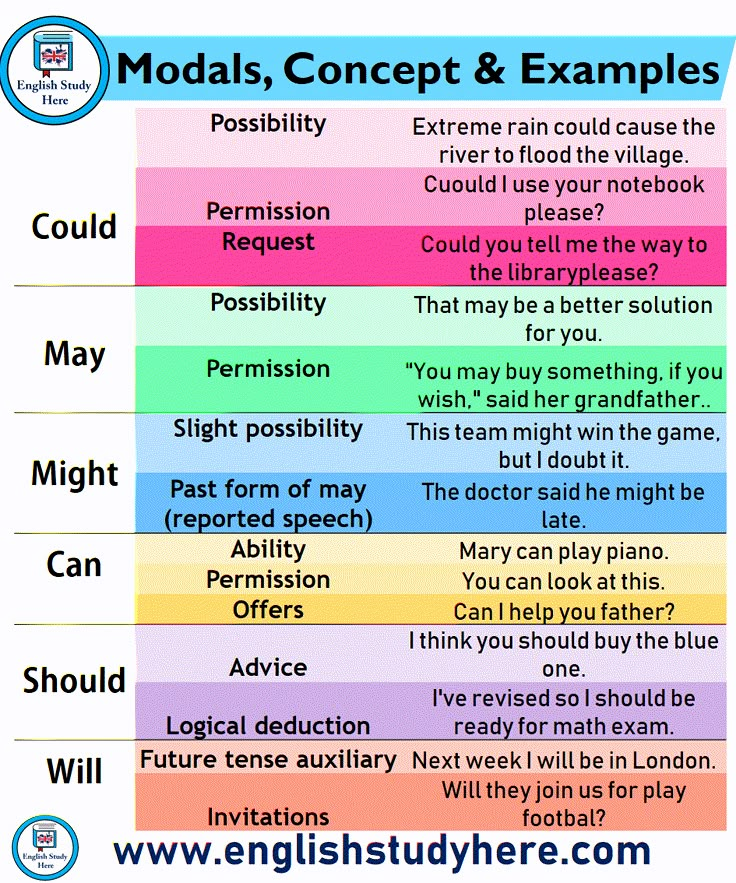 English Study
Here
Modals, Concept & Examples
Could
Possibility
Extreme rain could cause the
river to flood the village.
Permission
Cuould I use your notebook
please?
Request
Could you tell me the way to
the libraryplease?
May
Possibility
That may be a better solution
for you.
Permission
"You may buy something, if you
wish," said her grandfather..
Might
Slight possibility
This team might win the game,
but I doubt it.
Past form of may
(reported speech)
The doctor said he might be
late.
Can
Ability
Mary can play piano.
Permission
You can look at this.
Offers
Can I help you father?
Should
Advice
I think you should buy the blue
one.
Logical deduction
I've revised so I should be
ready for math exam.
Will
Future tense auxiliary
Next week I will be in London.
Invitations
Will they join us for play
footbal?
English Study
Here
www.englishstudyhere.com